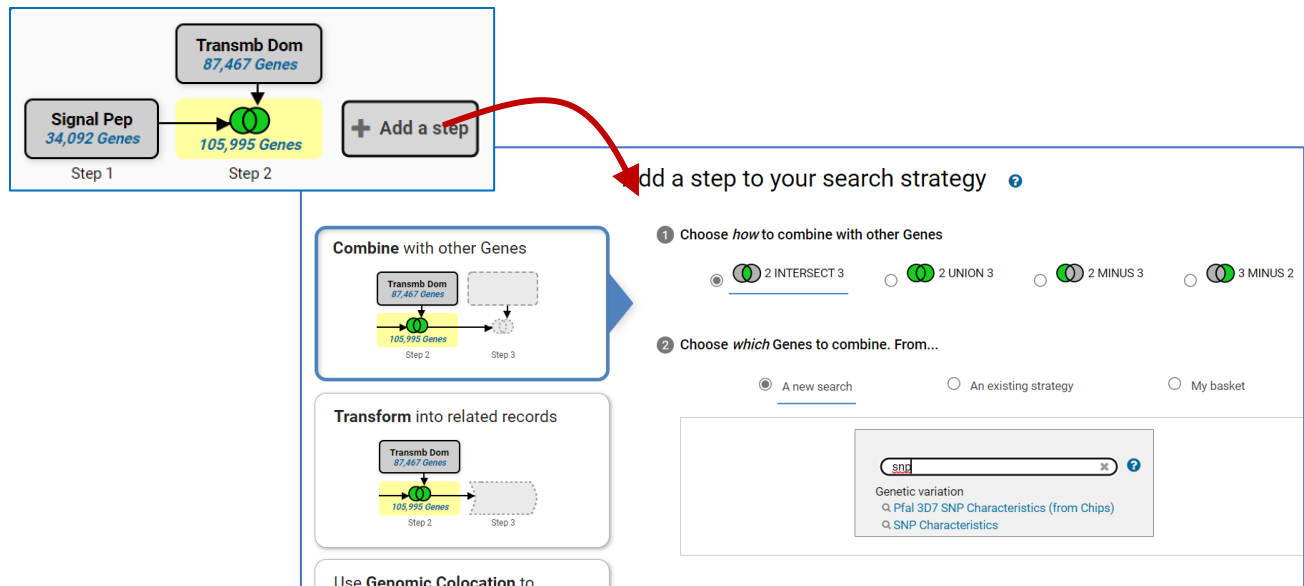 Transmb Dom
87,467 Genes
Signal Pep
34,092 Genes
105,995 Genes
Add a step
Step 1
Step 2
dd a step to your search strategy ?
Combine with other Genes
Transmb Dom
87,467 Genes
105,995 Genes
Step 2
Step 3
Transform into related records
Transmb Dom
87,467 Genes
105,995 Genes
Step 2
Step 3
Use Genomic Colocation to
1 Choose how to combine with other Genes
2 INTERSECT 3
2 UNION 3
2 MINUS 3
3 MINUS 2
2 Choose which Genes to combine. From...
A new search
An existing strategy
My basket
snp
?
Genetic variation
Pfal 3D7 SNP Characteristics (from Chips)
SNP Characteristics